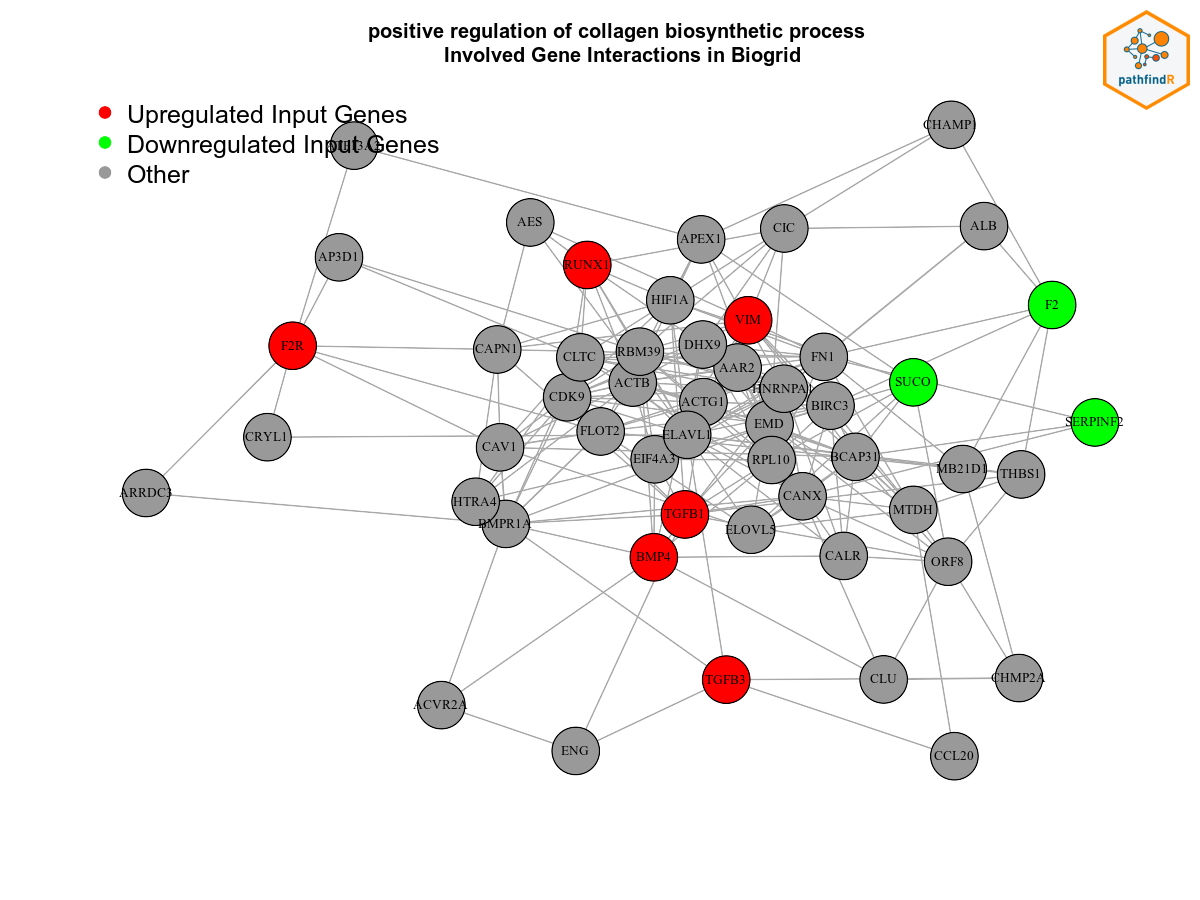 positive regulation of collagen biosynthetic process
Involved Gene Interactions in Biogrid
pathfindR
Upregulated Input Genes
Downregulated Input Genes
Other
CHAMP1
AES
CIC
ALB
APEX1
AP3D1
RUNX1
HIF1A
F2
VIM
F2R
CAPN1
CLTC
RBM39
DHX9
FN1
AAR2
ACTB
SUCO
CDK9
ACTG1
HNRNPA1
BIRC3
SERPINF2
CRYL1
FLOT2
ELAVL1
EMD
CAV1
EIF4A3
RPL10
BCAP31
MB21D1
THBS1
ARRDC3
HTRA4
CANX
BMPR1A
TGFB1
ELOVL5
MTDH
BMP4
CALR
ORF8
TGFB3
CLU
CHMP2A
ACVR2A
ENG
CCL20